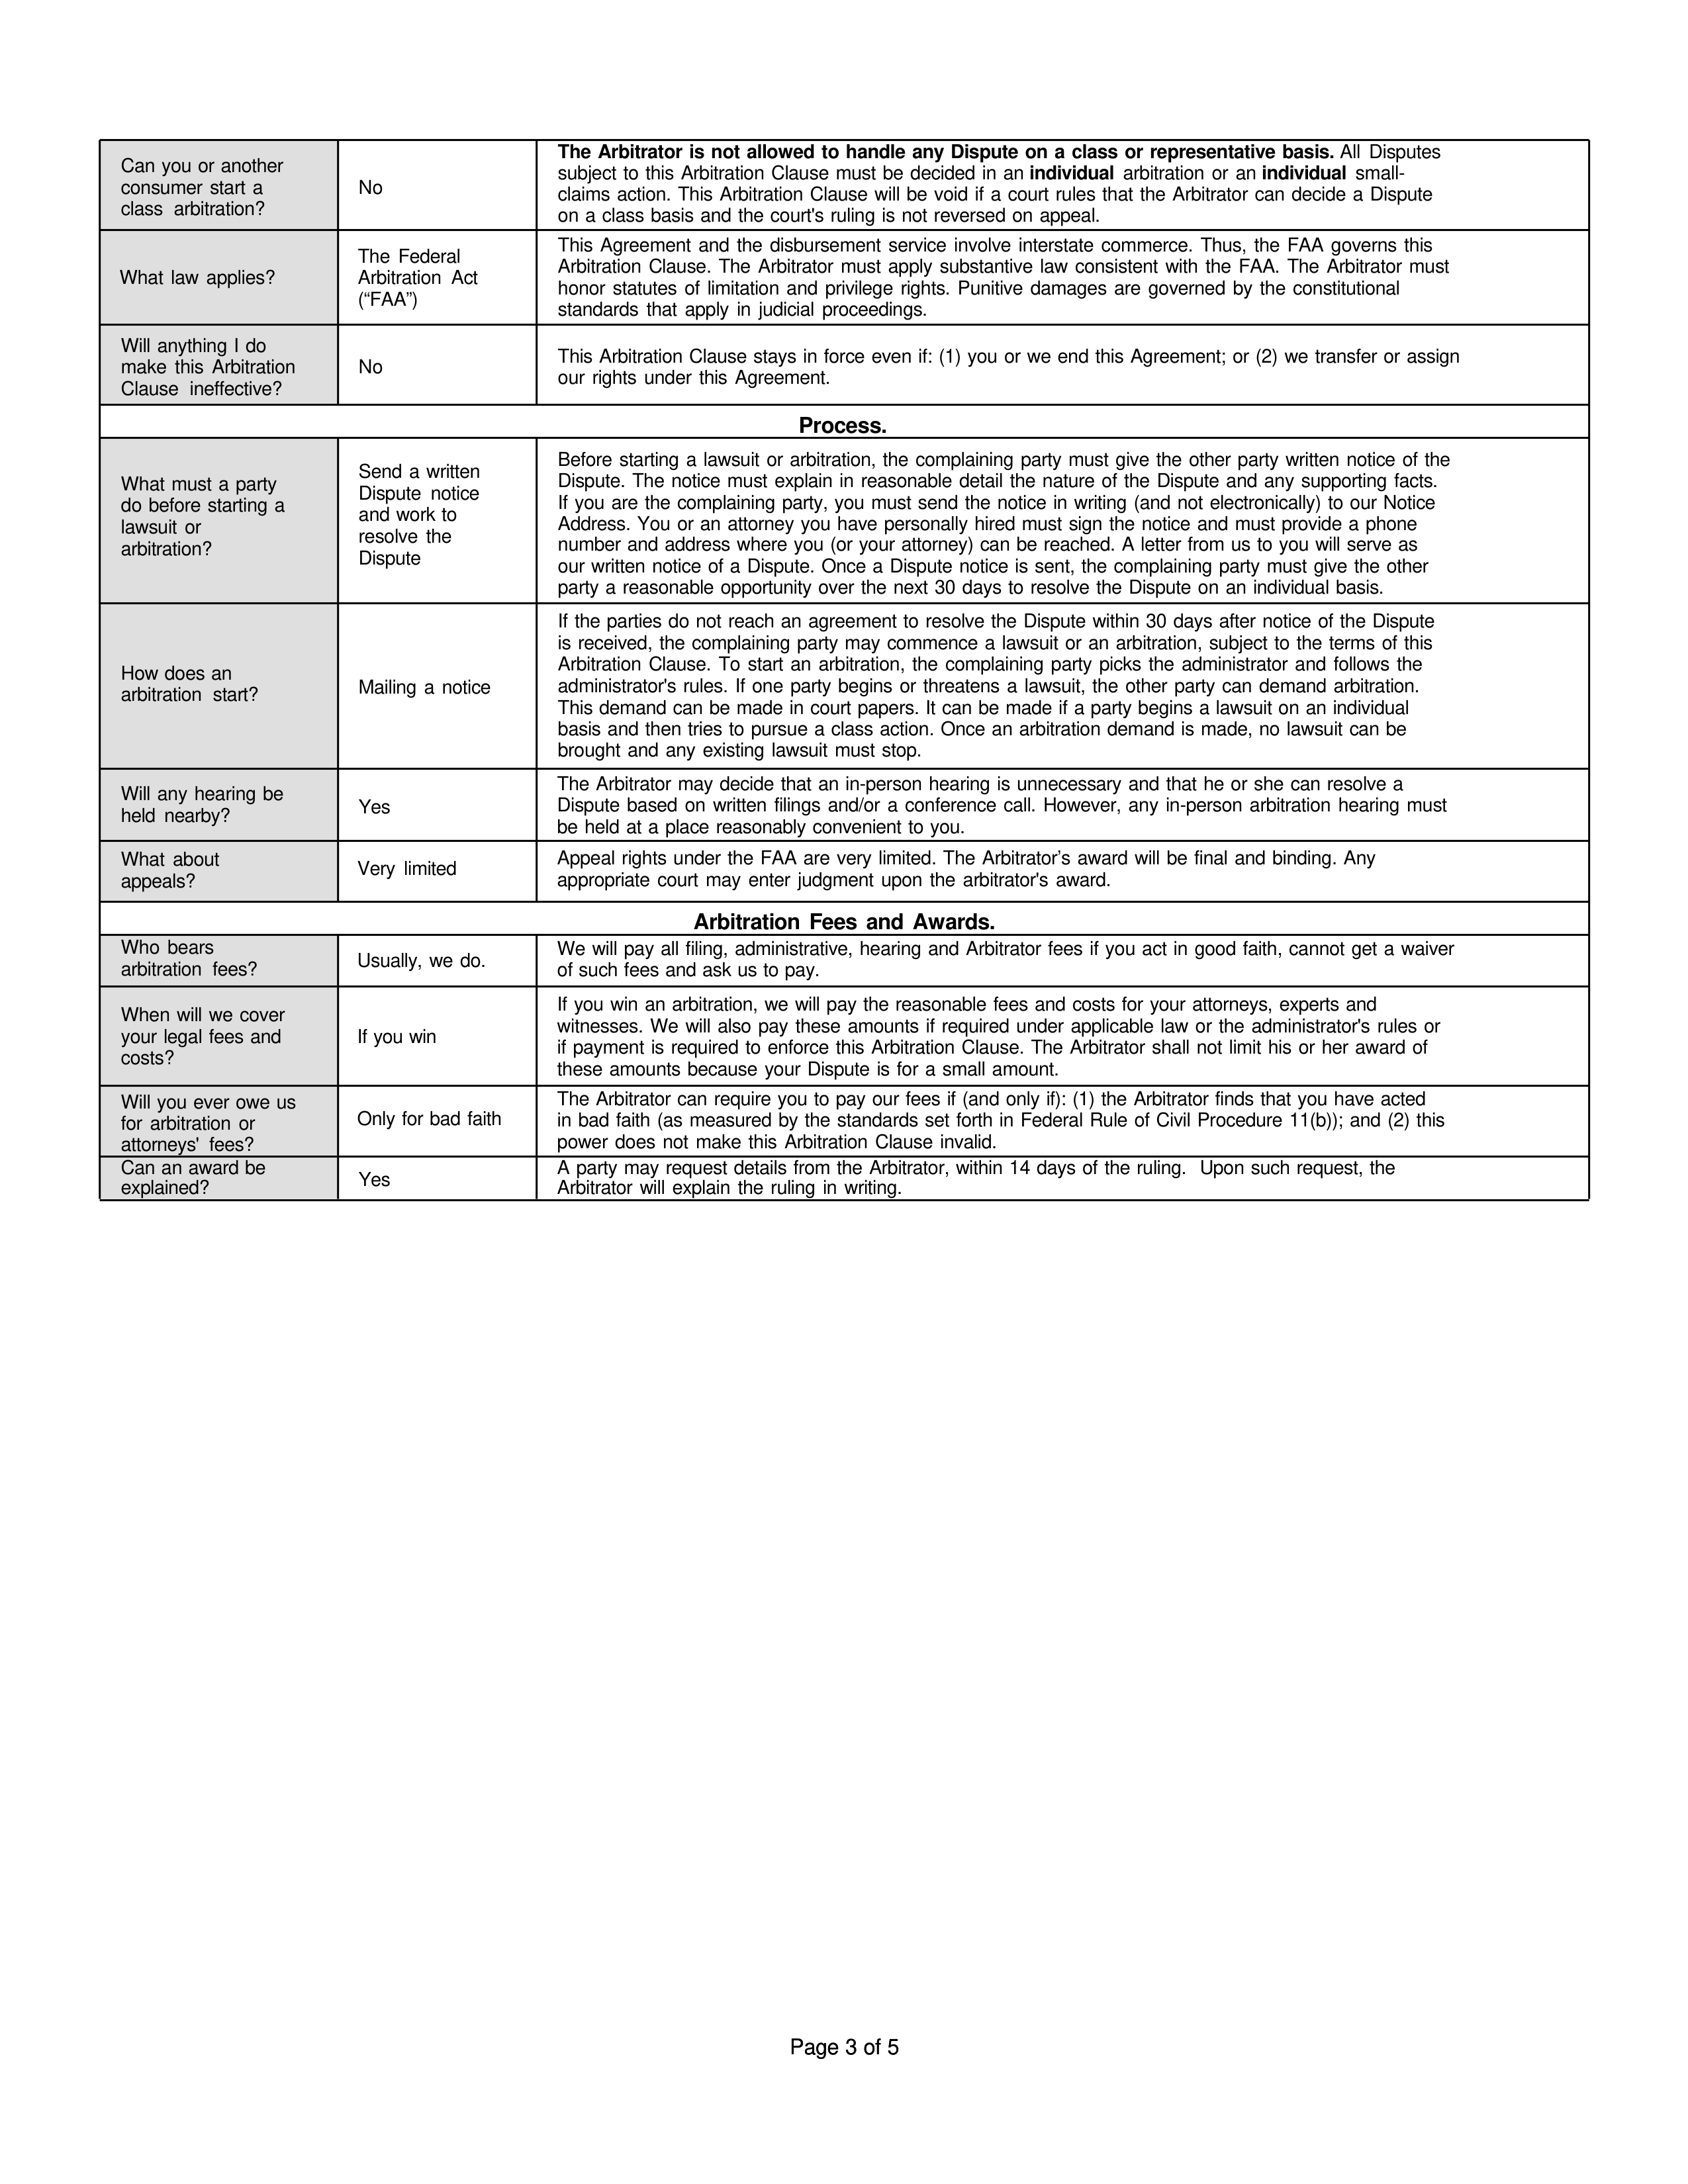 Can you or another
consumer start a
class arbitration?
No
The Arbitrator is not allowed to handle any Dispute on a class or representative basis. All Disputes
subject to this Arbitration Clause must be decided in an individual arbitration or an individual small-
claims action. This Arbitration Clause will be void if a court rules that the Arbitrator can decide a Dispute
on a class basis and the court's ruling is not reversed on appeal.
What law applies?
The Federal
Arbitration Act
(“FAA”)
This Agreement and the disbursement service involve interstate commerce. Thus, the FAA governs this
Arbitration Clause. The Arbitrator must apply substantive law consistent with the FAA. The Arbitrator must
honor statutes of limitation and privilege rights. Punitive damages are governed by the constitutional
standards that apply in judicial proceedings.
Will anything I do
make this Arbitration
Clause ineffective?
No
This Arbitration Clause stays in force even if: (1) you or we end this Agreement; or (2) we transfer or assign
our rights under this Agreement.
Process.
What must a party
do before starting a
lawsuit or
arbitration?
Send a written
Dispute notice
and work to
resolve the
Dispute
Before starting a lawsuit or arbitration, the complaining party must give the other party written notice of the
Dispute. The notice must explain in reasonable detail the nature of the Dispute and any supporting facts.
If you are the complaining party, you must send the notice in writing (and not electronically) to our Notice
Address. You or an attorney you have personally hired must sign the notice and must provide a phone
number and address where you (or your attorney) can be reached. A letter from us to you will serve as
our written notice of a Dispute. Once a Dispute notice is sent, the complaining party must give the other
party a reasonable opportunity over the next 30 days to resolve the Dispute on an individual basis.
How does an
arbitration start?
Mailing a notice
If the parties do not reach an agreement to resolve the Dispute within 30 days after notice of the Dispute
is received, the complaining party may commence a lawsuit or an arbitration, subject to the terms of this
Arbitration Clause. To start an arbitration, the complaining party picks the administrator and follows the
administrator's rules. If one party begins or threatens a lawsuit, the other party can demand arbitration.
This demand can be made in court papers. It can be made if a party begins a lawsuit on an individual
basis and then tries to pursue a class action. Once an arbitration demand is made, no lawsuit can be
brought and any existing lawsuit must stop.
Will any hearing be
held nearby?
Yes
The Arbitrator may decide that an in-person hearing is unnecessary and that he or she can resolve a
Dispute based on written filings and/or a conference call. However, any in-person arbitration hearing must
be held at a place reasonably convenient to you.
What about
appeals?
Very limited
Appeal rights under the FAA are very limited. The Arbitrator’s award will be final and binding. Any
appropriate court may enter judgment upon the arbitrator's award.
Arbitration Fees and Awards.
Who bears
arbitration fees?
Usually, we do.
We will pay all filing, administrative, hearing and Arbitrator fees if you act in good faith, cannot get a waiver
of such fees and ask us to pay.
When will we cover
your legal fees and
costs?
If you win
If you win an arbitration, we will pay the reasonable fees and costs for your attorneys, experts and
witnesses. We will also pay these amounts if required under applicable law or the administrator's rules or
if payment is required to enforce this Arbitration Clause. The Arbitrator shall not limit his or her award of
these amounts because your Dispute is for a small amount.
Will you ever owe us
for arbitration or
attorneys' fees?
Only for bad faith
The Arbitrator can require you to pay our fees if (and only if): (1) the Arbitrator finds that you have acted
in bad faith (as measured by the standards set forth in Federal Rule of Civil Procedure 11(b)); and (2) this
power does not make this Arbitration Clause invalid.
Can an award be
explained?
Yes
A party may request details from the Arbitrator, within 14 days of the ruling. Upon such request, the
Arbitrator will explain the ruling in writing.
Page 3 of 5